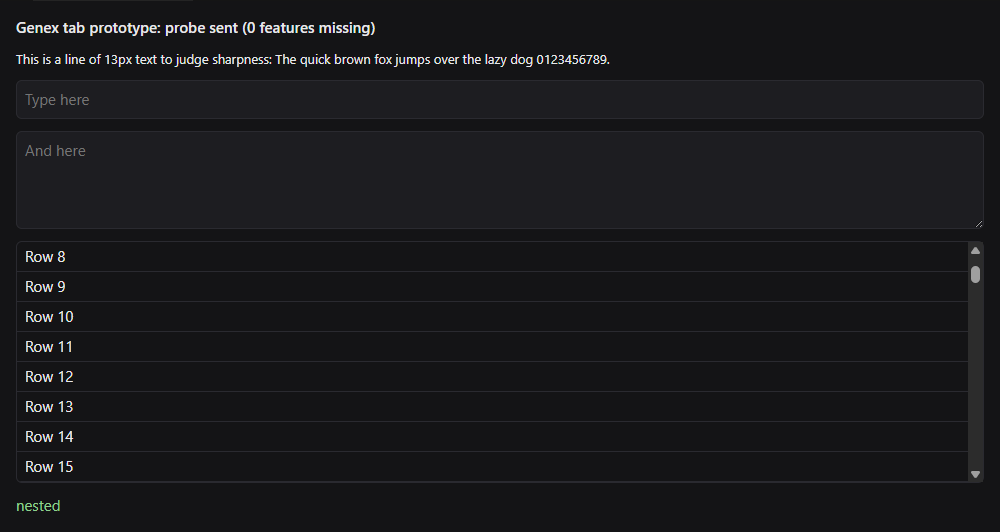 Genex tab prototype: probe sent (0 features missing)
This is a line of 13px text to judge sharpness: The quick brown fox jumps over the lazy dog 0123456789.
Type here
And here
Row 8
Row 9
Row 10
Row 11
Row 12
Row 13
Row 14
Row 15
nested